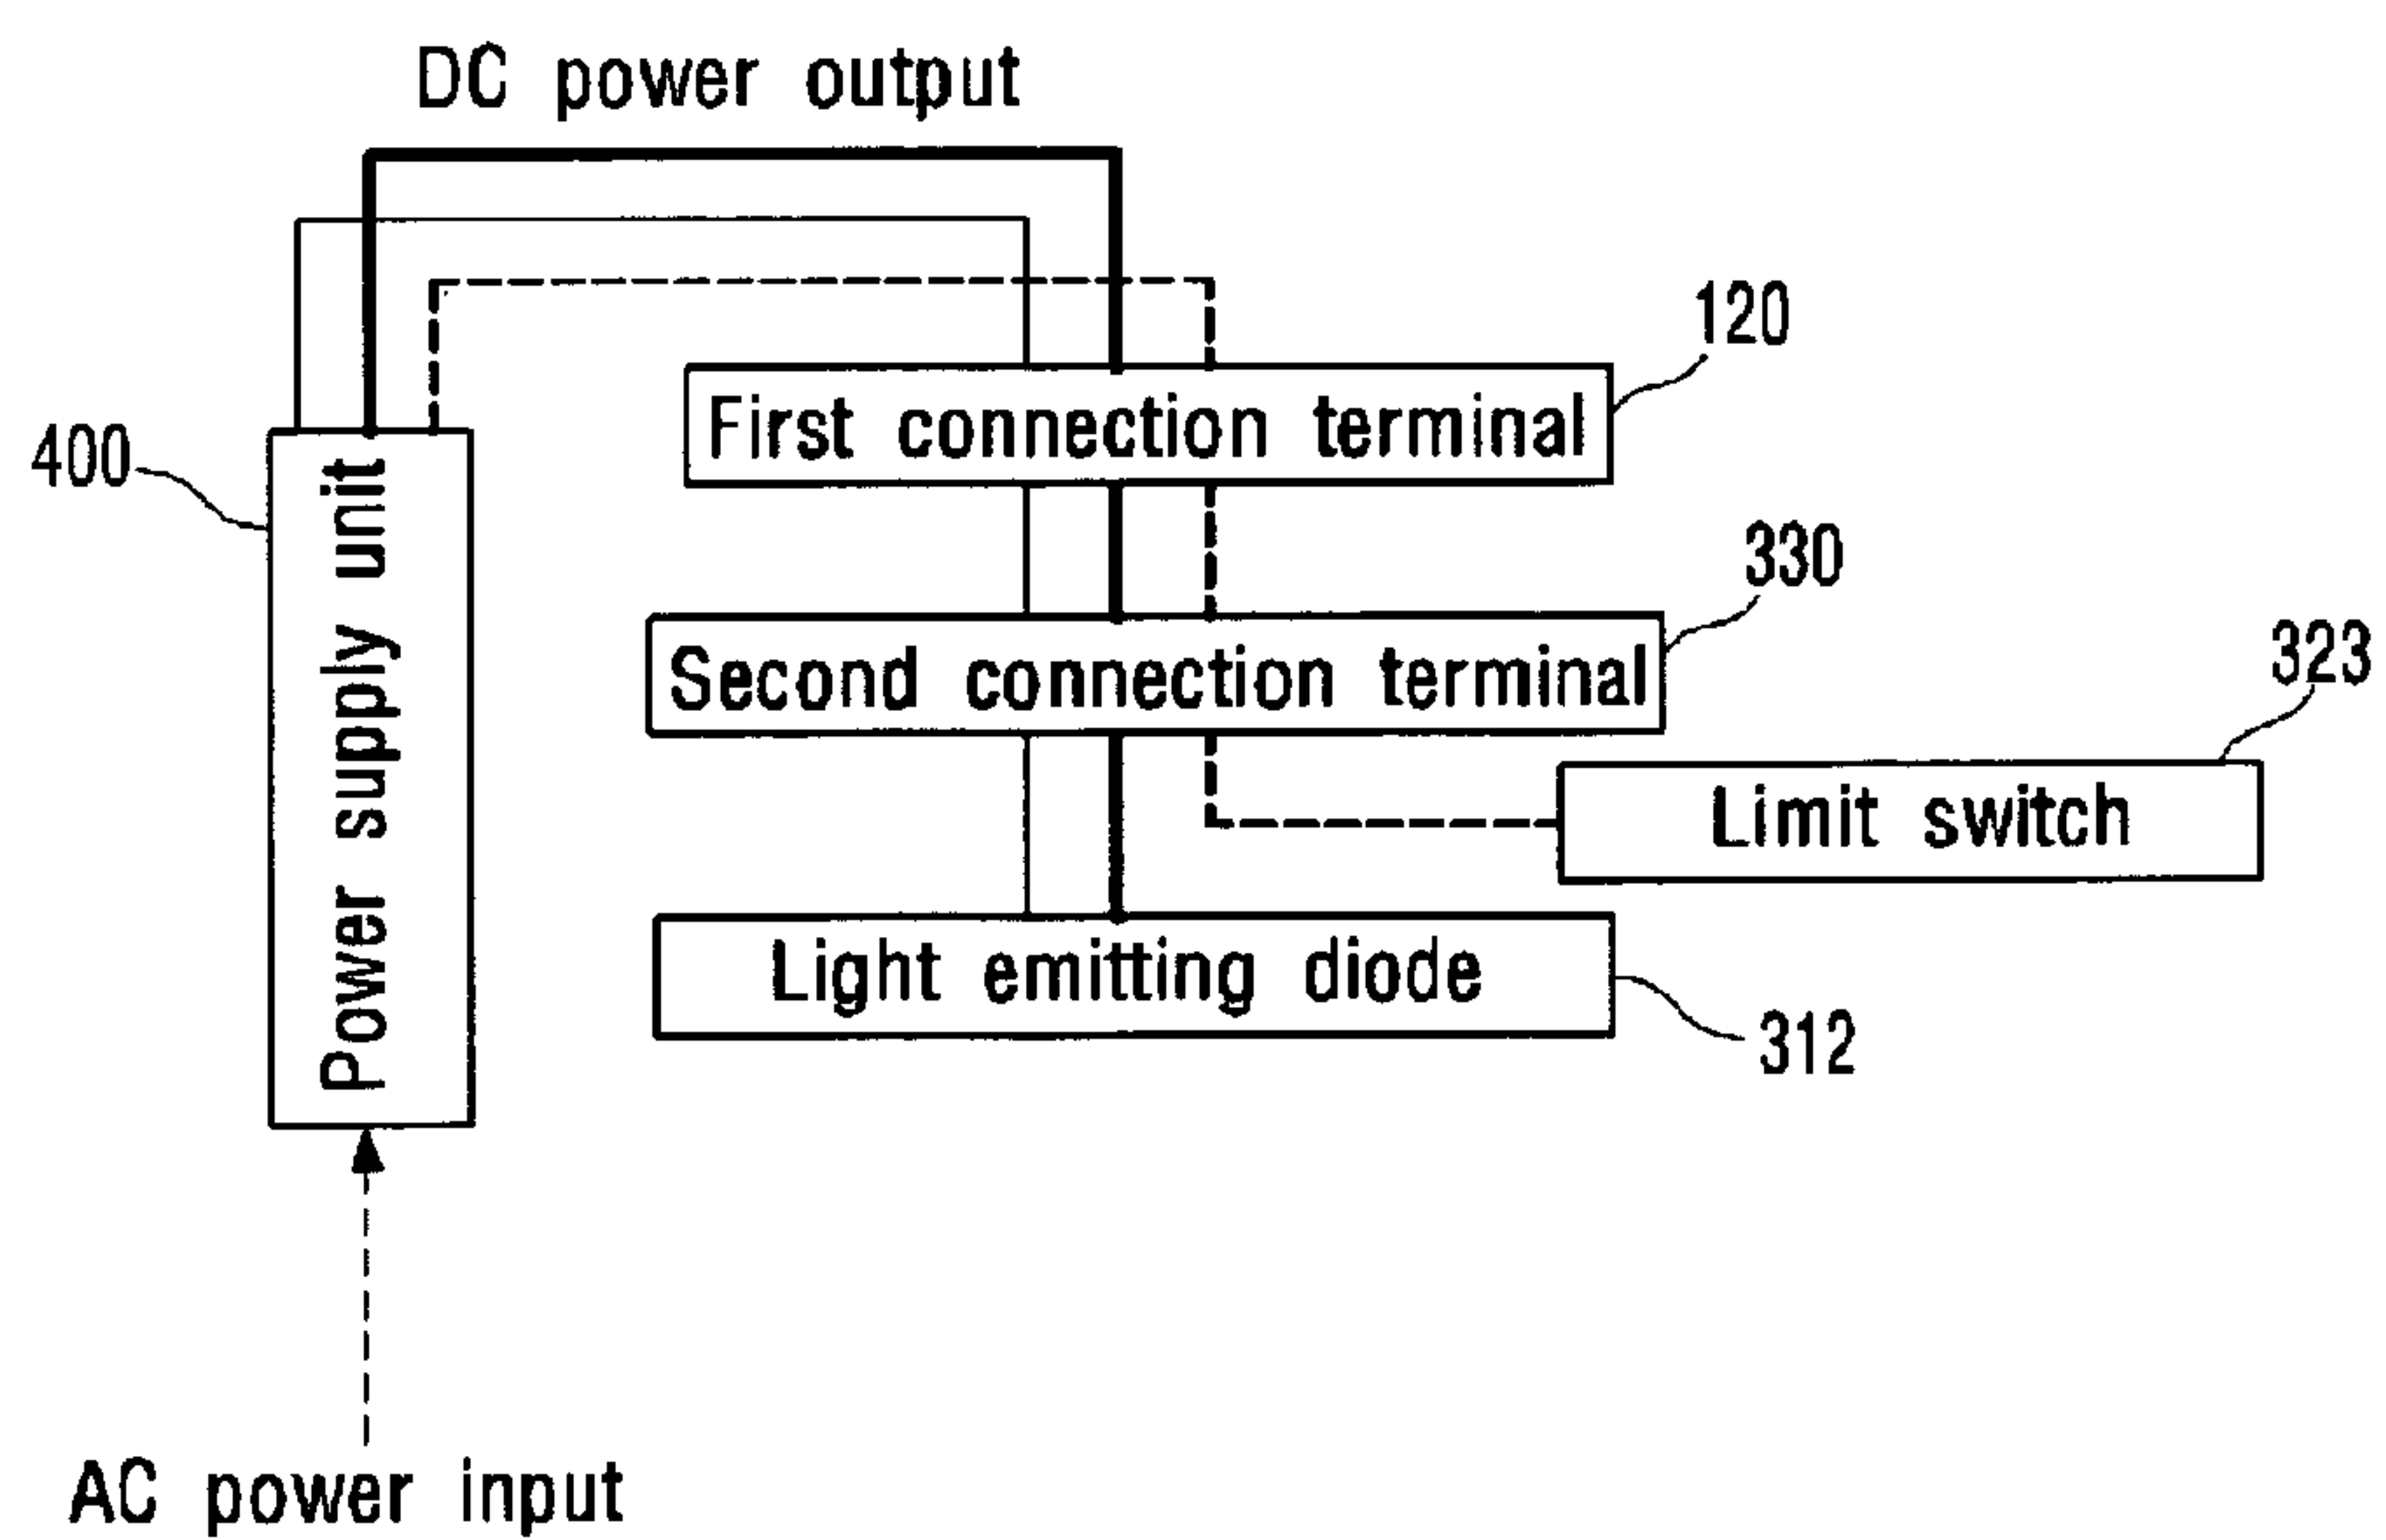 DC power output
120
First connection terminal
400
330
Second connection terminal
323
Power supply unit
Limit switch
Light emitting diode
312
AC power input